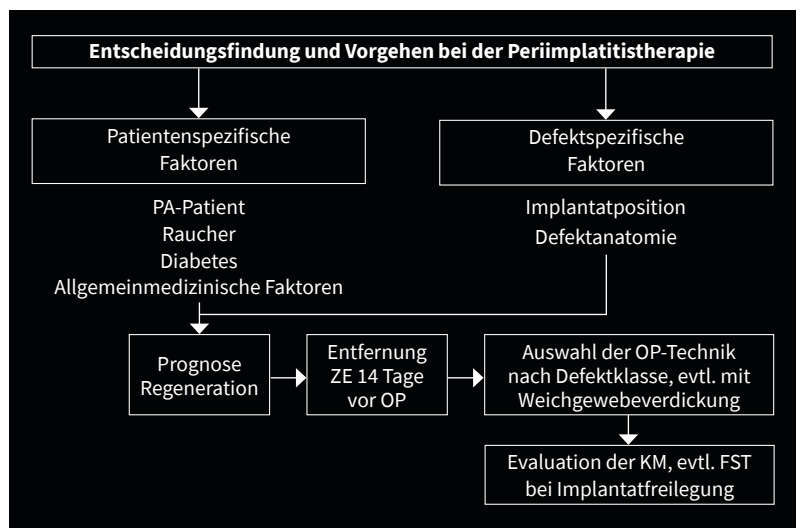 Entscheidungsfindung und Vorgehen bei der Periimplatitistherapie
Patientenspezifische
Faktoren
Defektspezifische
Faktoren
PA-Patient
Raucher
Diabetes
Allgemeinmedizinische Faktoren
Implantatposition
Defektanatomie
Prognose
Regeneration
Entfernung
ZE 14 Tage
vor OP
Auswahl der OP-Technik
nach Defektklasse, evtl. mit
Weichgewebeverdickung
Evaluation der KM, evtl. FST
bei Implantatfreilegung